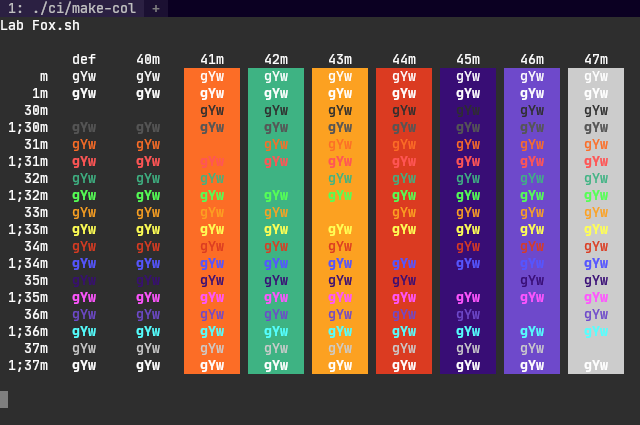 1: ./ci/make-col +
Lab Fox.sh
def 40m 41m 42m 43m 44m 45m 46m 47m
m gYw gYw gYw gYw gYw gYw gYw gYw gYw
1m gYw gYw gYw gYw gYw gYw gYw gYw gYw
30m gYw gYw gYw gYw gYw gYw gYw
1;30m gYw gYw gYw gYw gYw gYw gYw gYw gYw
31m gYw gYw gYw gYw gYw gYw gYw gYw
1;31m gYw gYw gYw gYw gYw gYw gYw gYw gYw
32m gYw gYw gYw gYw gYw gYw gYw gYw
1;32m gYw gYw gYw gYw gYw gYw gYw gYw gYw
33m gYw gYw gYw gYw gYw gYw gYw gYw
1;33m gYw gYw gYw gYw gYw gYw gYw gYw gYw
34m gYw gYw gYw gYw gYw gYw gYw gYw
1;34m gYw gYw gYw gYw gYw gYw gYw gYw gYw
35m gYw gYw gYw gYw gYw gYw gYw gYw
1;35m gYw gYw gYw gYw gYw gYw gYw gYw gYw
36m gYw gYw gYw gYw gYw gYw gYw gYw
1;36m gYw gYw gYw gYw gYw gYw gYw gYw gYw
37m gYw gYw gYw gYw gYw gYw gYw gYw
1;37m gYw gYw gYw gYw gYw gYw gYw gYw gYw